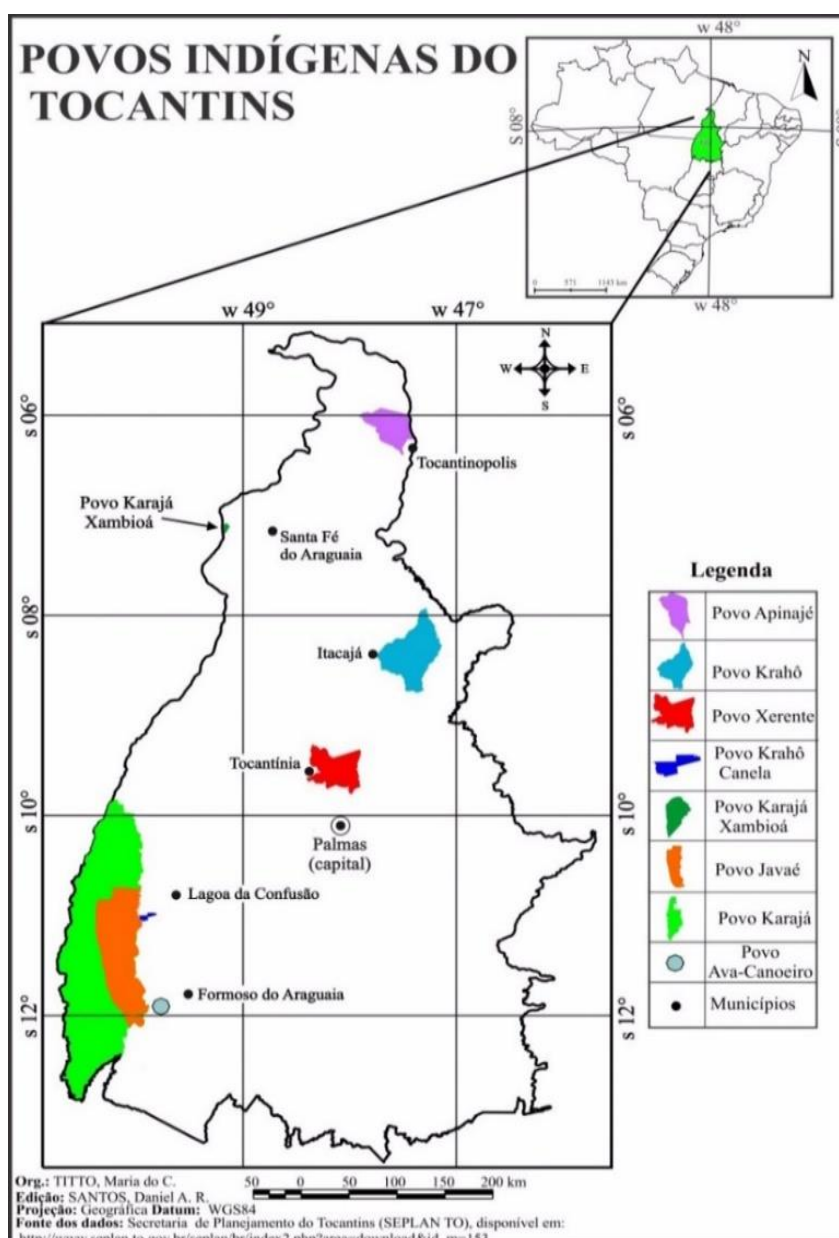 POVOS INDÍGENAS DO
TOCANTINS
w 48°
N
S 08°
0 571 1143 km
w 48°
w 49°
w 47°
N
W E
S
S 06°
S 06°
Tocantinopolis
Povo Karajá
Xambioá
Santa Fé
do Araguaia
S 08°
S 08°
Itacajá
Tocantínia
S 10°
S 10°
Palmas
(capital)
Lagoa da Confusão
Formoso do Araguaia
S 12°
S 12°
Legenda
Povo Apinajé
Povo Krahô
Povo Xerente
Povo Krahô
Canela
Povo Karajá
Xambioá
Povo Javaé
Povo Karajá
Povo
Ava-Canoeiro
Municípios
Org.: TITTO, Maria do C.
50 0 50 100 150 200 km
Edição: SANTOS, Daniel A. R.
Projeção: Geográfica Datum: WGS84
Fonte dos dados: Secretaria de Planejamento do Tocantins (SEPLAN TO), disponível em: